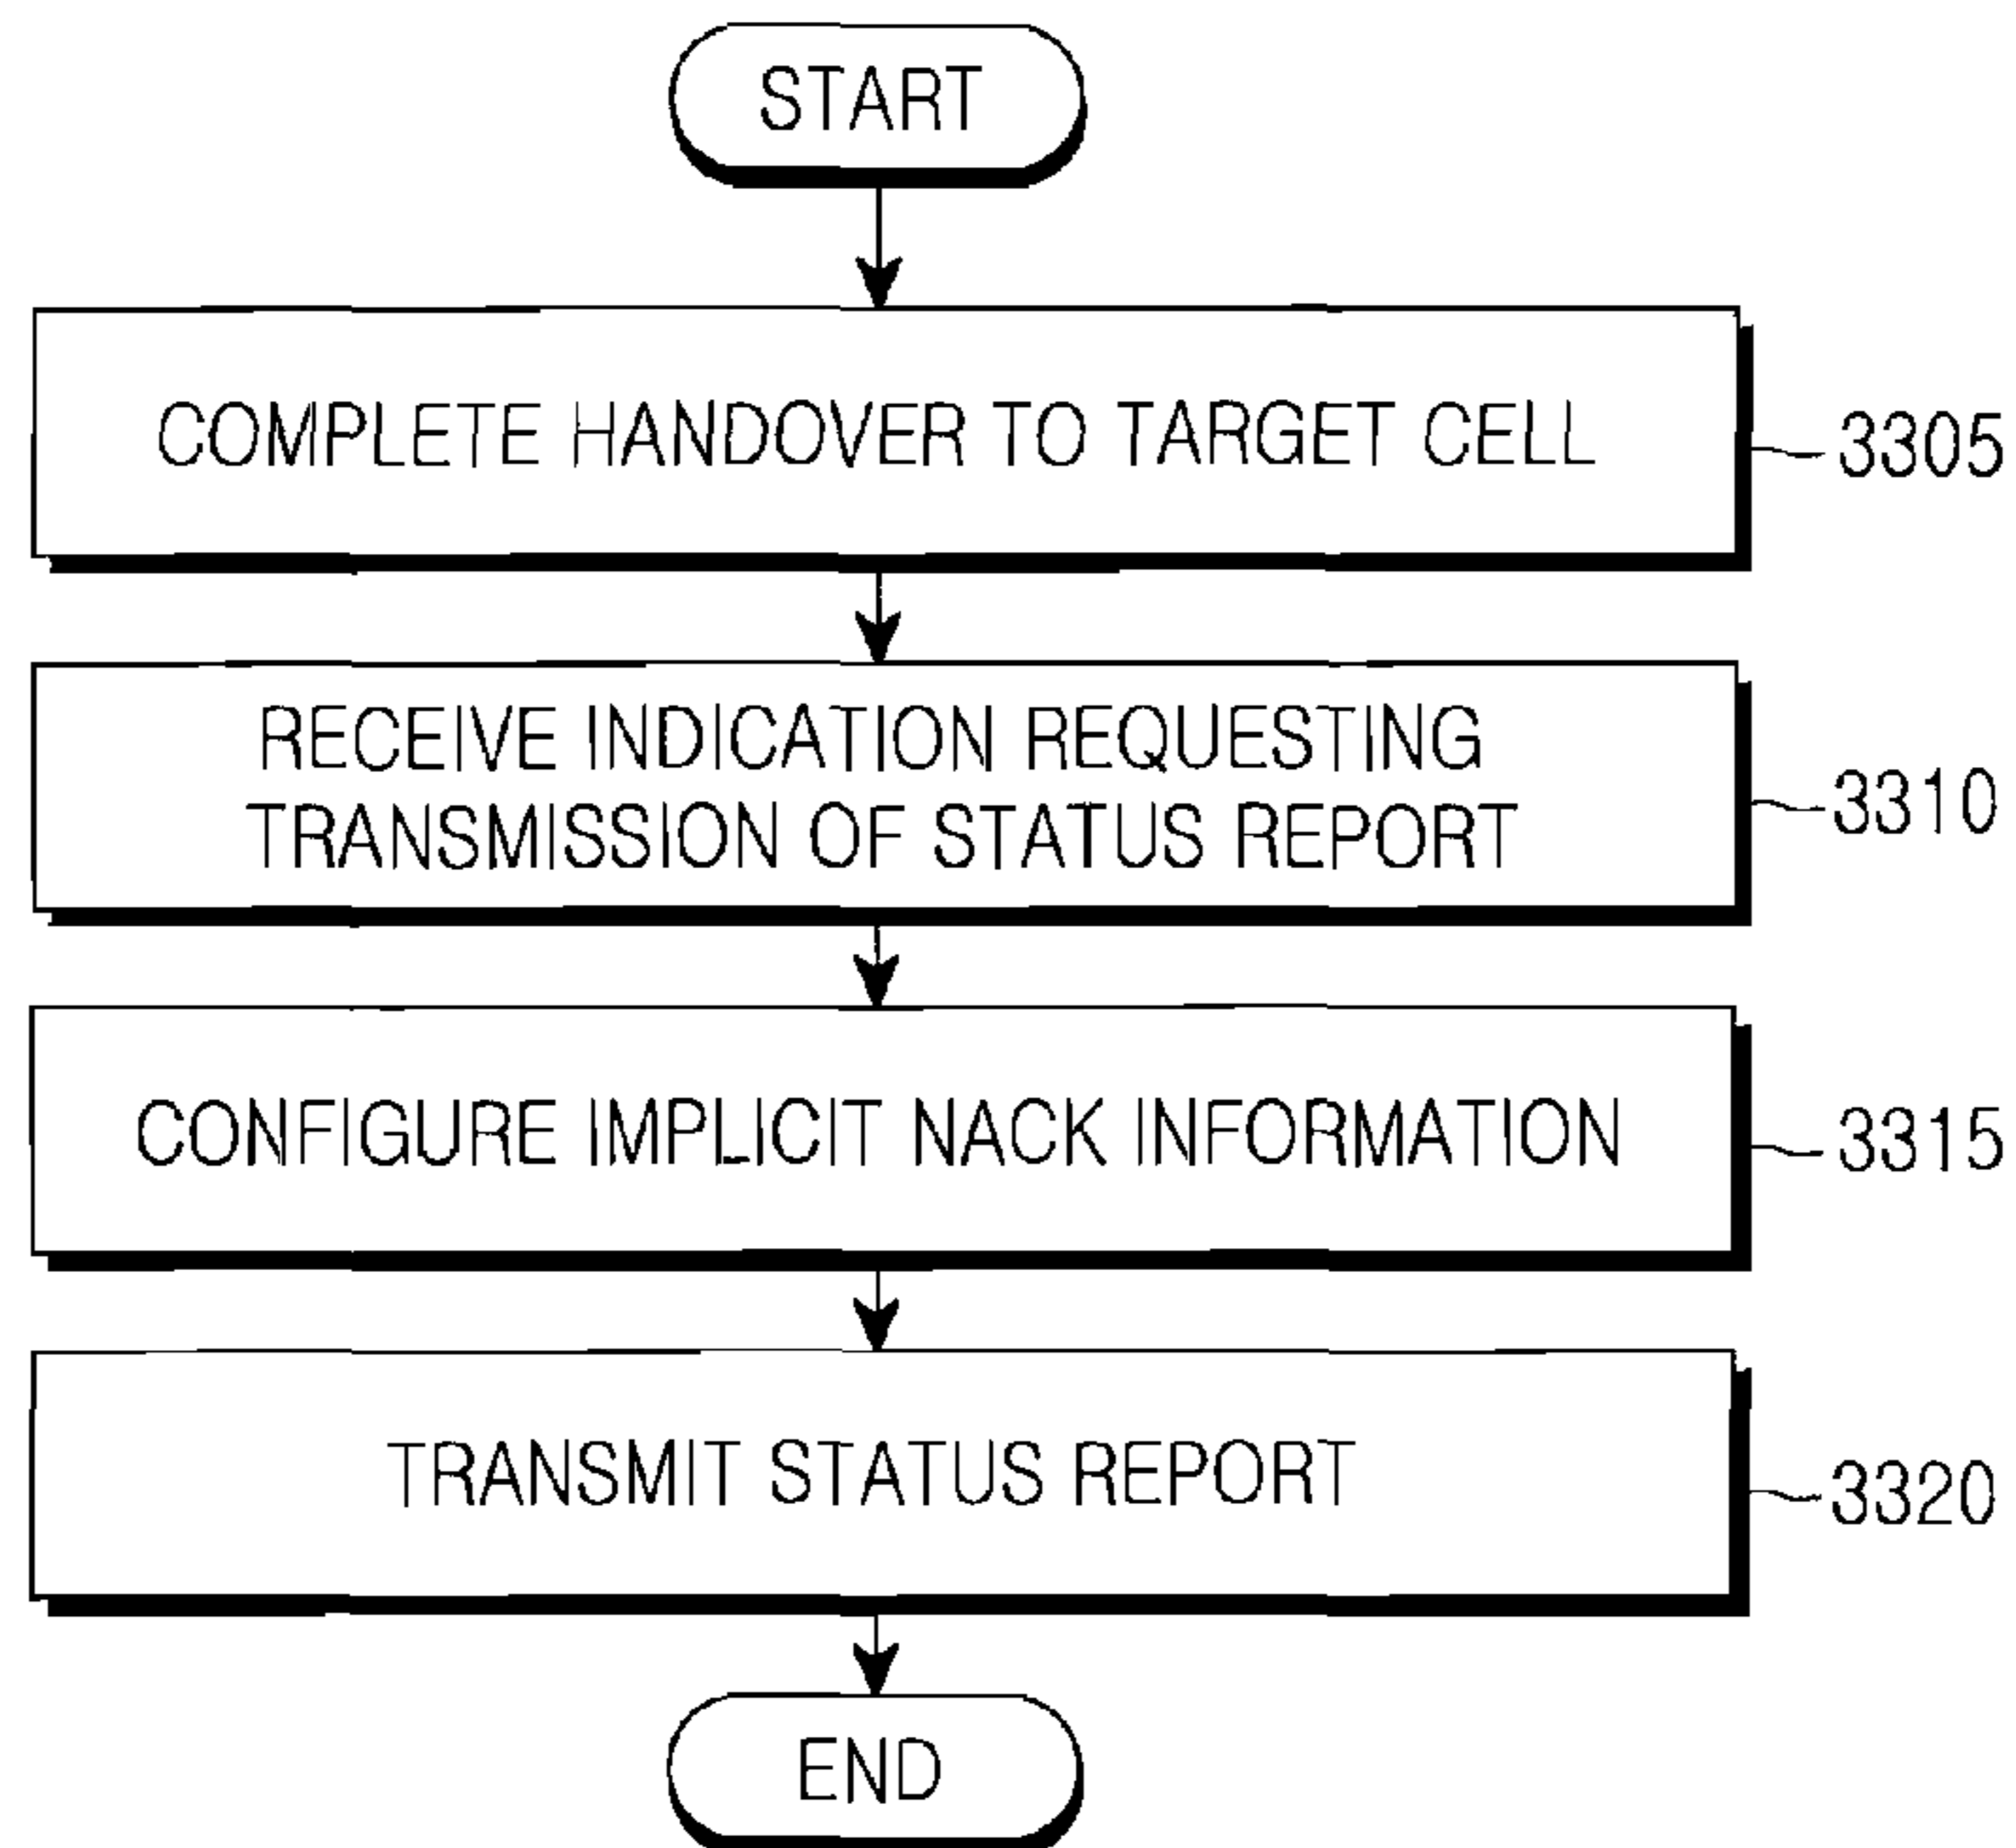 START
COMPLETE HANDOVER TO TARGET CELL
3305
RECEIVE INDICATION REQUESTING
TRANSMISSION OF STATUS REPORT
3310
CONFIGURE IMPLICIT NACK INFORMATION
3315
TRANSMIT STATUS REPORT
3320
END